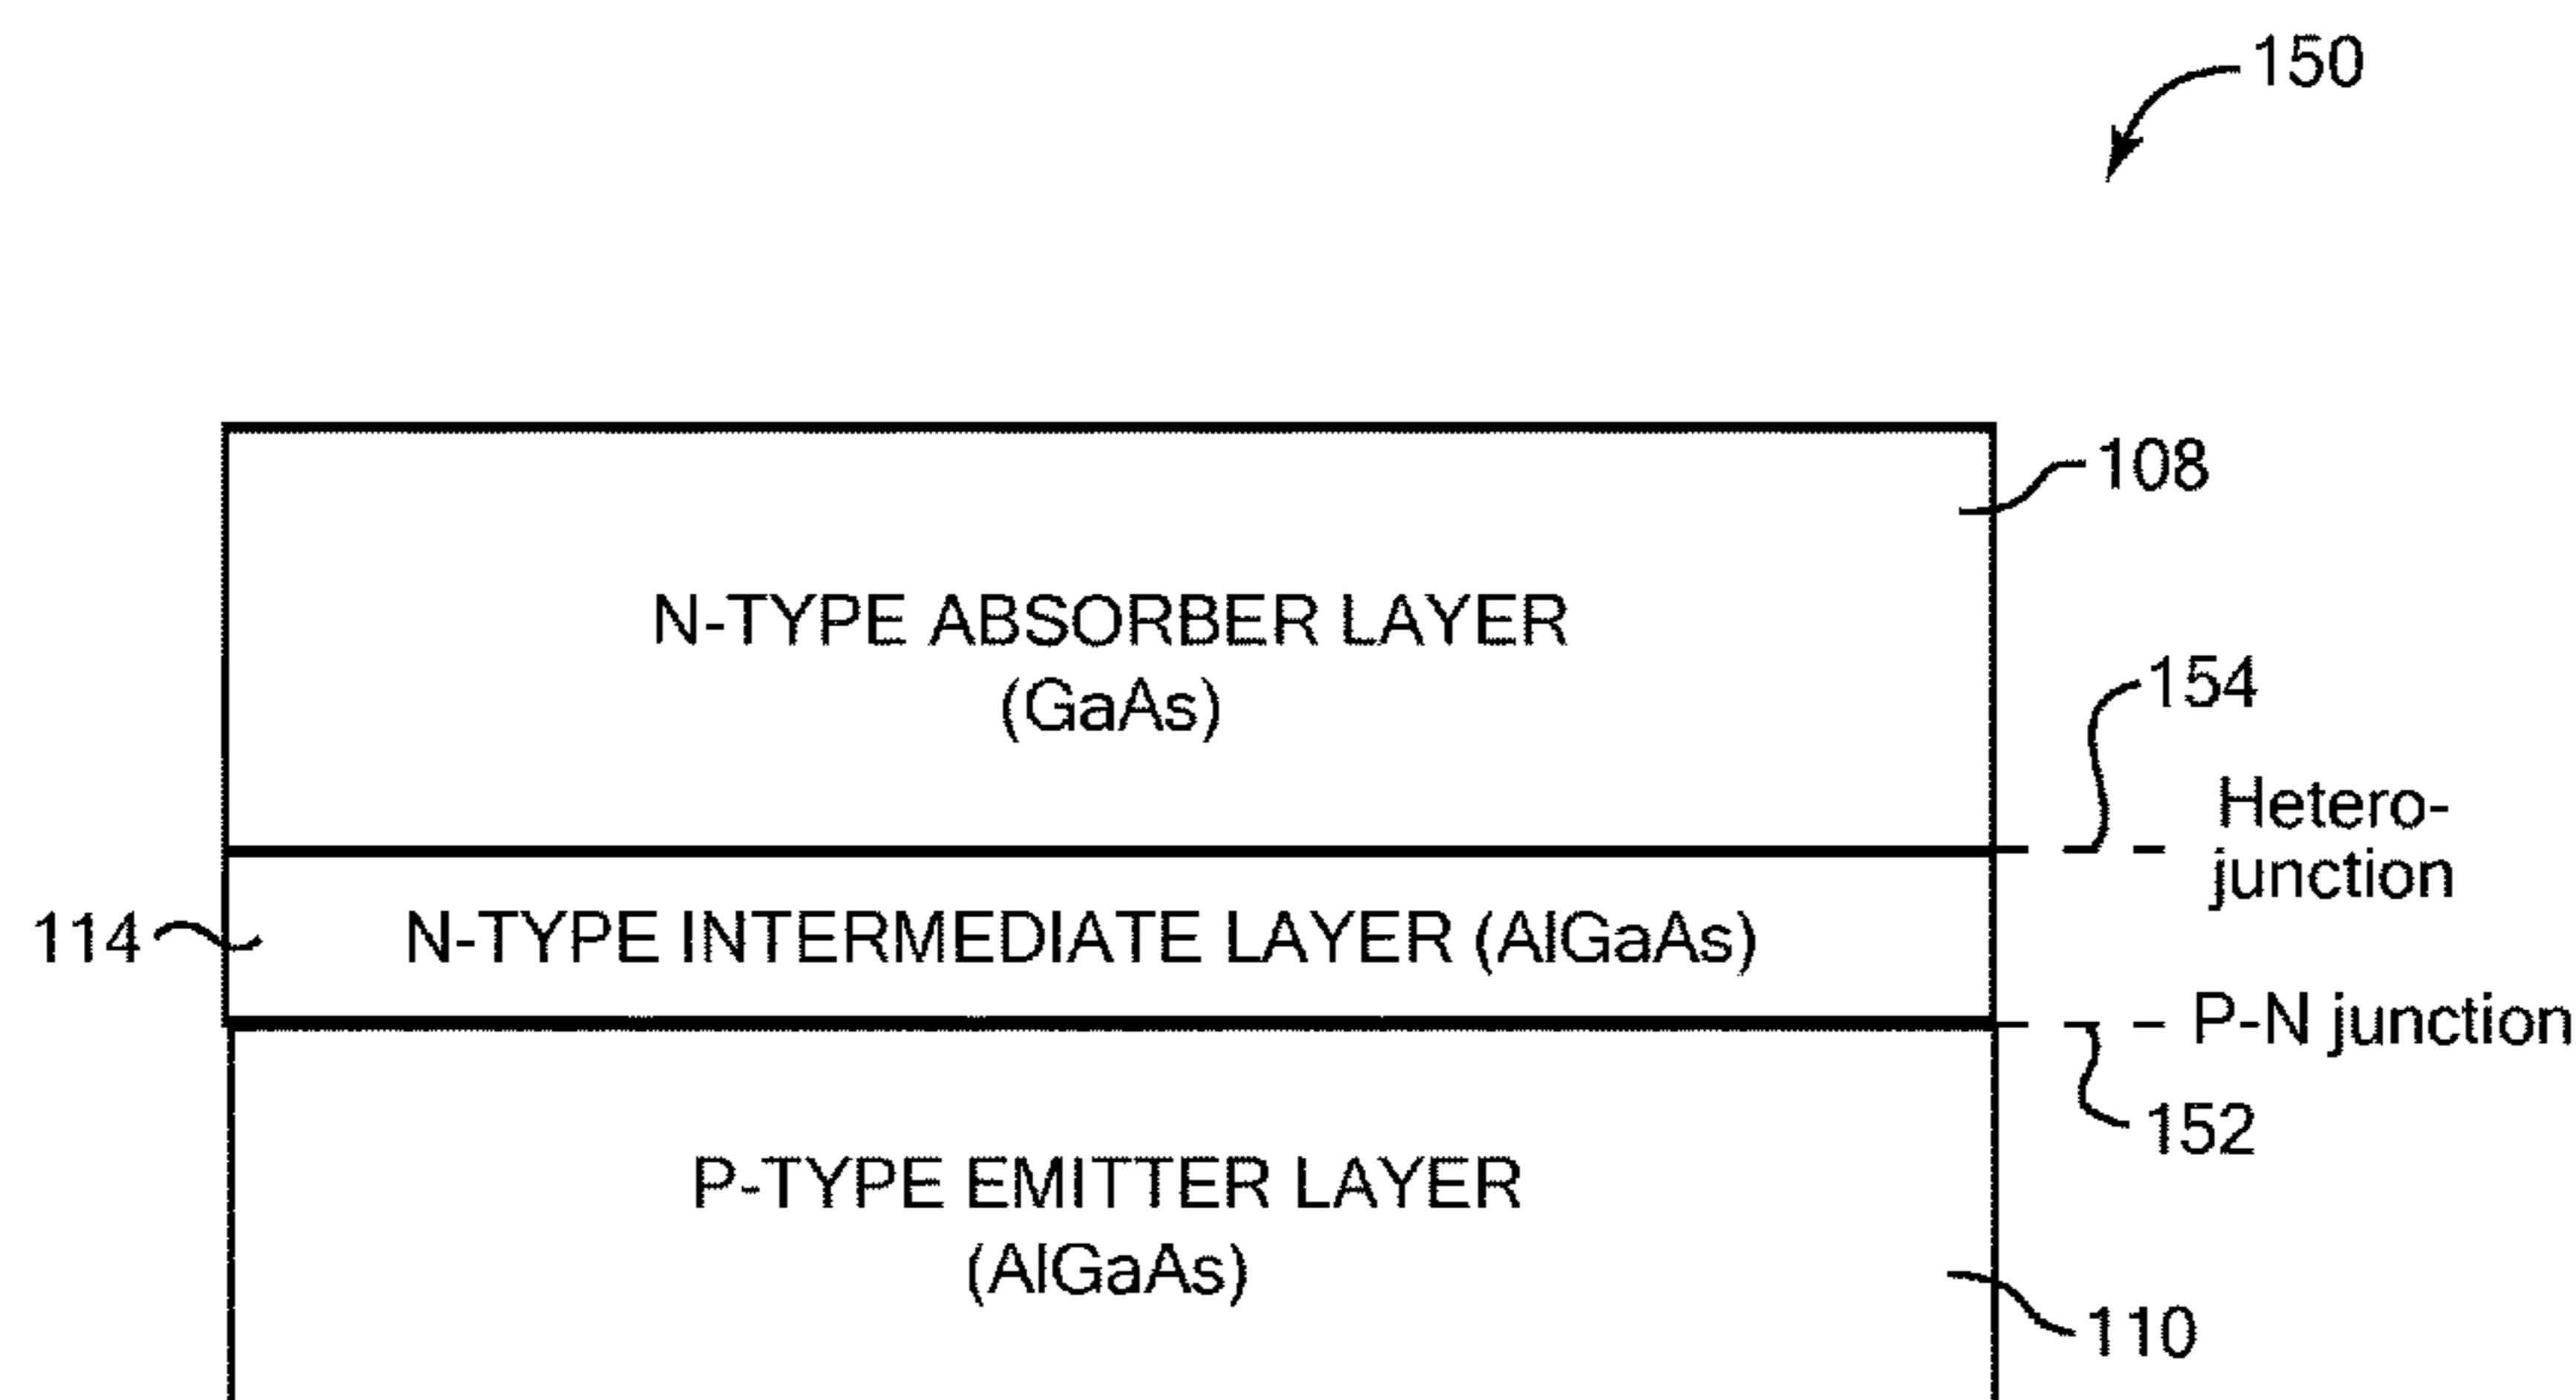 150
108
N-TYPE ABSORBER LAYER
(GaAs)
154
Hetero-
junction
114
N-TYPE INTERMEDIATE LAYER (AlGaAs)
P-N junction
152
P-TYPE EMITTER LAYER
(AlGaAs)
110